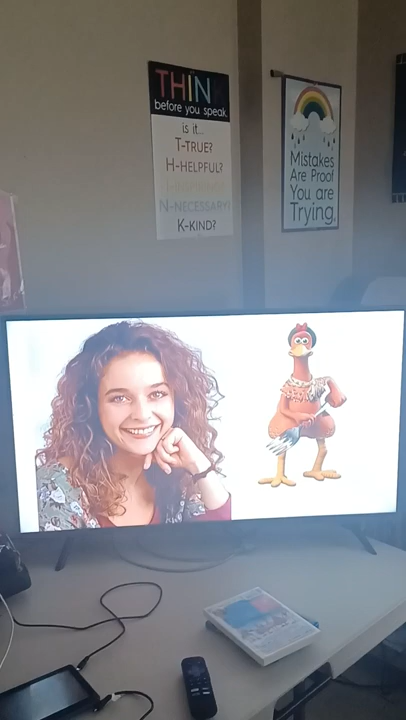 THINK
before you speak.
is it...
T-TRUE?
H-HELPFUL?
N-NECESSARY?
K-KIND?
Mistakes
Are Proof
You are
Trying.